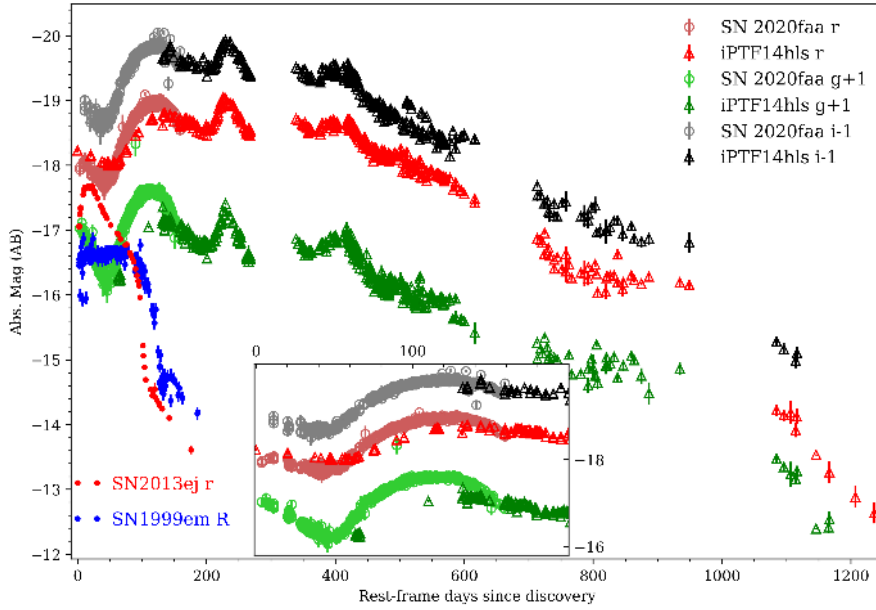 −20
−19
−18
−17
−16
−15
−14
−13
−12
Abs. Mag (AB)
SN 2020faa r
iPTF14hls r
SN 2020faa g+1
iPTF14hls g+1
SN 2020faa i-1
iPTF14hls i-1
0
100
−18
−16
SN2013ej r
SN1999em R
0
200
400
600
800
1000
1200
Rest-frame days since discovery